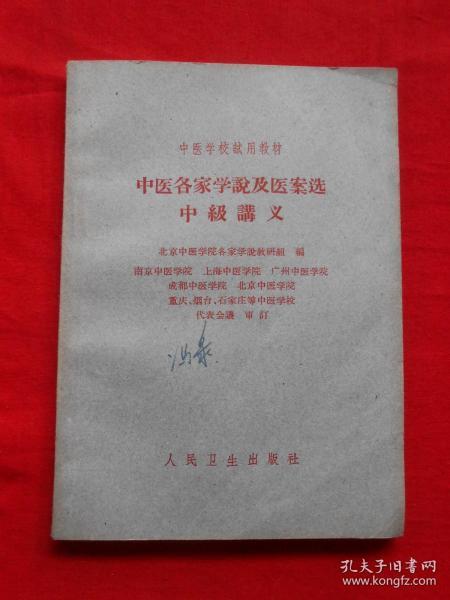 中医学校試用教材
中医各家学說及医案选
中級講义
北京中医学院各家学說教研組 編
南京中医学院 上海中医学院 广州中医学院
成都中医学院 北京中医学院
重庆、烟台、石家庄等中医学校
代表会議 审訂
人民卫生出版社
孔夫子旧书网
www.kongfz.com